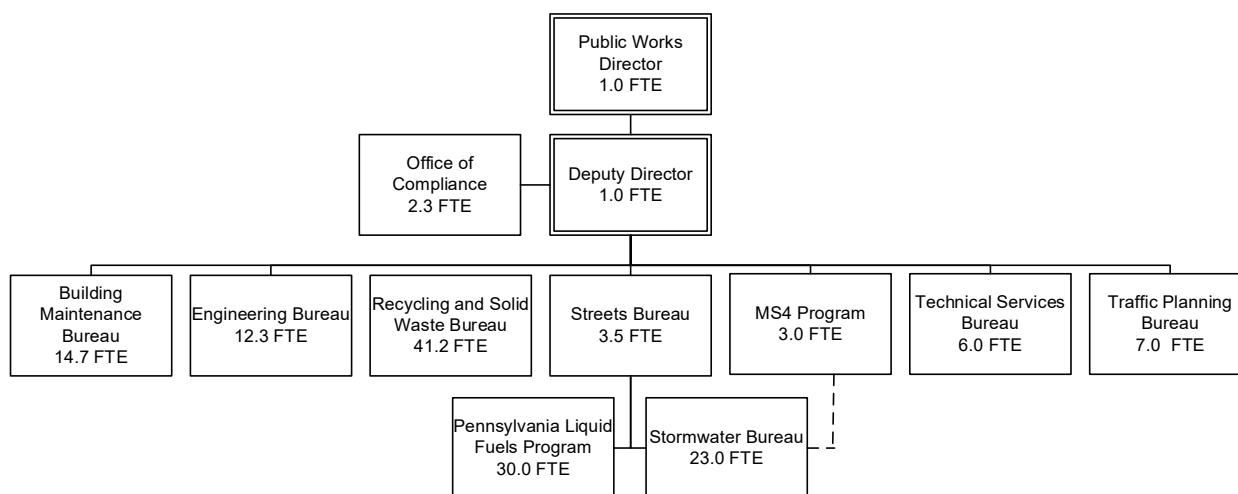 Public Works
Director
1.0 FTE
Office of
Compliance
2.3 FTE
Deputy Director
1.0 FTE
Building
Maintenance
Bureau
14.7 FTE
Engineering Bureau
12.3 FTE
Recycling and Solid
Waste Bureau
41.2 FTE
Streets Bureau
3.5 FTE
MS4 Program
3.0 FTE
Technical Services
Bureau
6.0 FTE
Traffic Planning
Bureau
7.0 FTE
Pennsylvania Liquid
Fuels Program
30.0 FTE
Stormwater Bureau
23.0 FTE